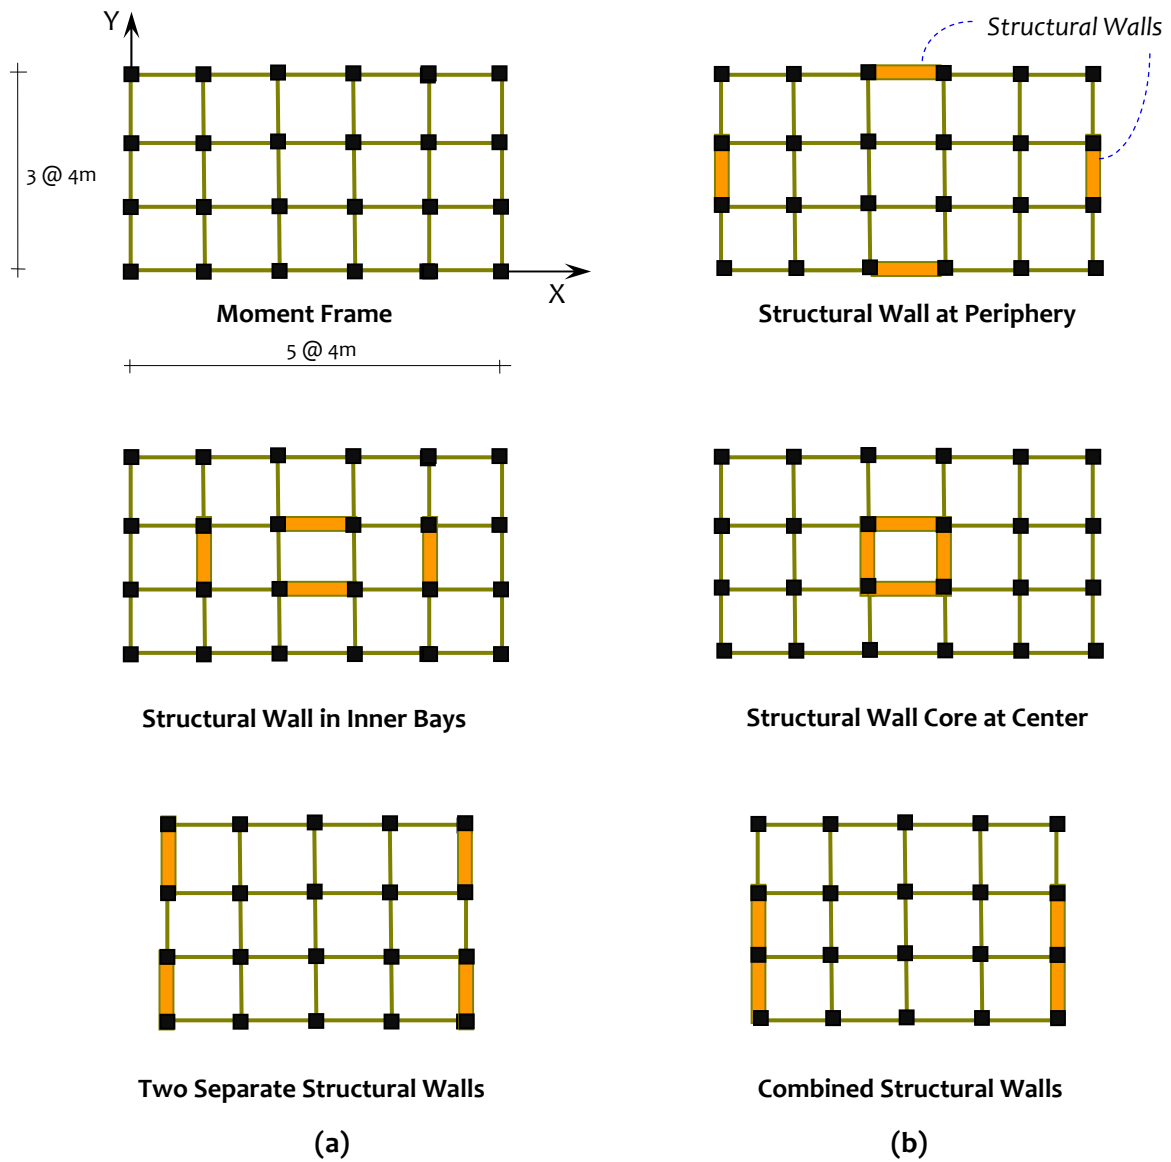 Y
Structural Walls
3 @ 4m
X
Moment Frame
Structural Wall at Periphery
5 @ 4m
Structural Wall in Inner Bays
Structural Wall Core at Center
Two Separate Structural Walls
Combined Structural Walls
(a)
(b)